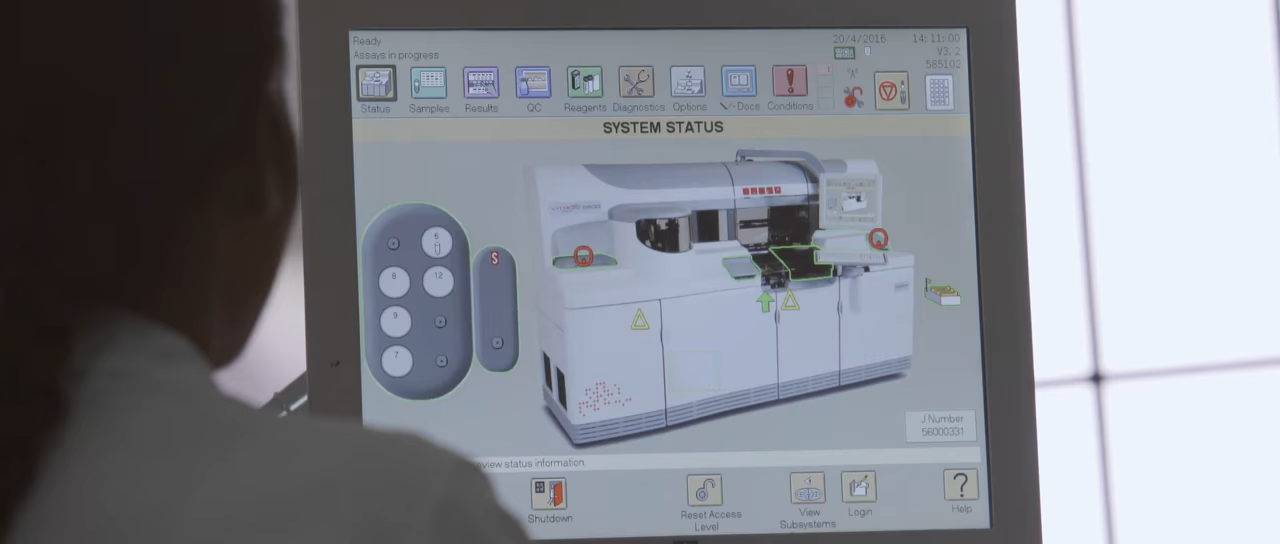 Ready
20/4/2016
14:11:00
Assays in progress
V3.2
585102
Status
Samples
Results
QC
Reagents
Diagnostics
Options
V-Docs
Conditions
SYSTEM STATUS
6
8
12
9
7
S
J Number
56000331
view status information.
Shutdown
Reset Access
Level
View
Subsystems
Login
Help